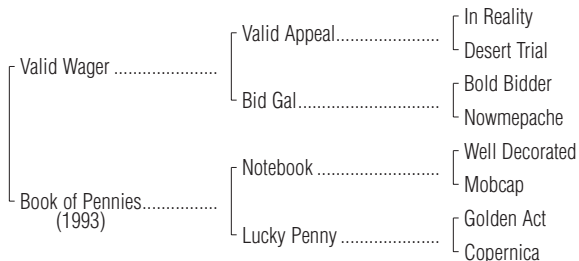 In Reality
Valid Appeal.....................
Desert Trial
Valid Wager .....................
Bold Bidder
Bid Gal.............................
Nowmepache
Well Decorated
Notebook .........................
Mobcap
Book of Pennies...............
(1993)
Golden Act
Lucky Penny ....................
Copernica